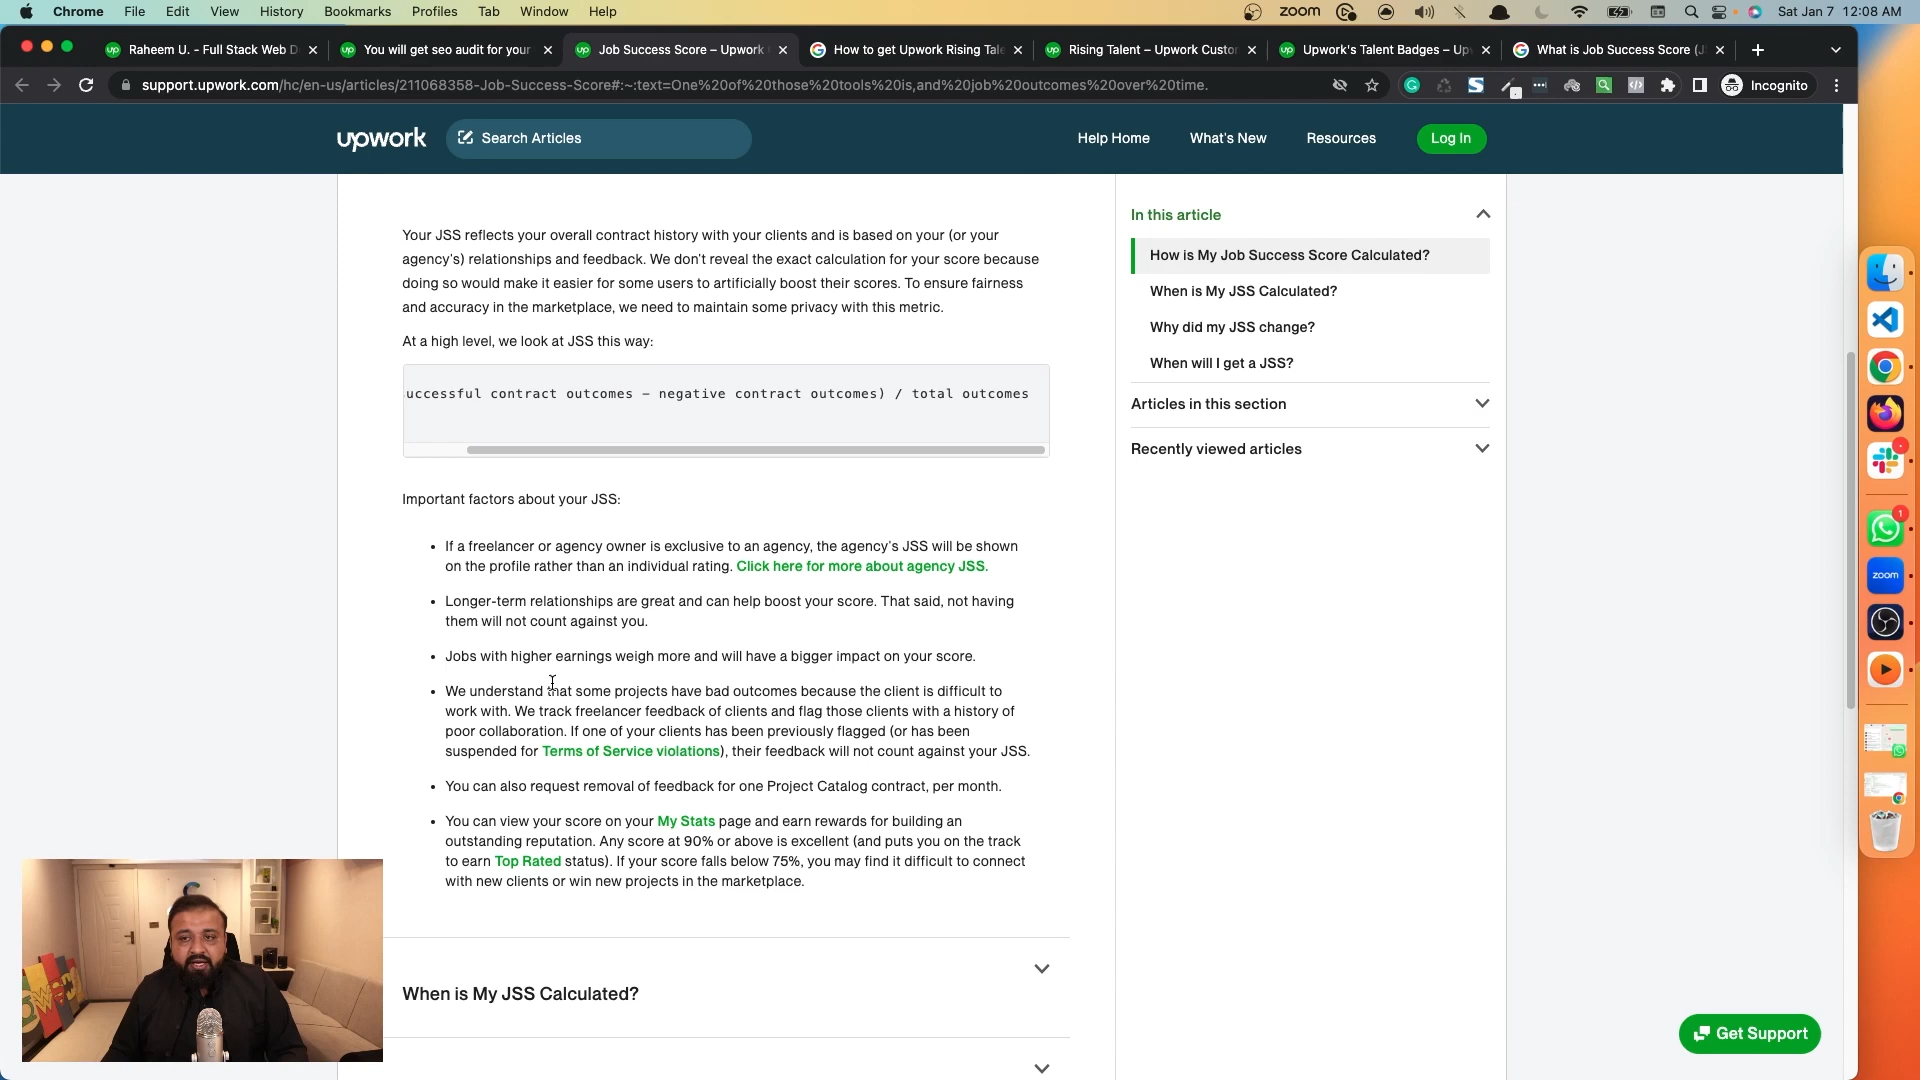 Chrome File Edit View History Bookmarks Profiles Tab Window Help zoom Sat Jan 7 12:08 AM
Raheem U. - Full Stack Web D
You will get seo audit for your
Job Success Score – Upwork
How to get Upwork Rising Tale
Rising Talent – Upwork Custo
Upwork's Talent Badges – Up
What is Job Success Score (J
support.upwork.com/hc/en-us/articles/211068358-Job-Success-Score#:~:text=One%20of%20those%20tools%20is,and%20job%20outcomes%20over%20time.
Incognito
upwork
Search Articles
Help Home
What's New
Resources
Log In
Your JSS reflects your overall contract history with your clients and is based on your (or your
agency's) relationships and feedback. We don't reveal the exact calculation for your score because
doing so would make it easier for some users to artificially boost their scores. To ensure fairness
and accuracy in the marketplace, we need to maintain some privacy with this metric.
At a high level, we look at JSS this way:
uccessful contract outcomes – negative contract outcomes) / total outcomes
Important factors about your JSS:
• If a freelancer or agency owner is exclusive to an agency, the agency's JSS will be shown
on the profile rather than an individual rating. Click here for more about agency JSS.
• Longer-term relationships are great and can help boost your score. That said, not having
them will not count against you.
• Jobs with higher earnings weigh more and will have a bigger impact on your score.
• We understand that some projects have bad outcomes because the client is difficult to
work with. We track freelancer feedback of clients and flag those clients with a history of
poor collaboration. If one of your clients has been previously flagged (or has been
suspended for Terms of Service violations), their feedback will not count against your JSS.
• You can also request removal of feedback for one Project Catalog contract, per month.
• You can view your score on your My Stats page and earn rewards for building an
outstanding reputation. Any score at 90% or above is excellent (and puts you on the track
to earn Top Rated status). If your score falls below 75%, you may find it difficult to connect
with new clients or win new projects in the marketplace.
When is My JSS Calculated?
In this article
How is My Job Success Score Calculated?
When is My JSS Calculated?
Why did my JSS change?
When will I get a JSS?
Articles in this section
Recently viewed articles
1
zoom
Get Support